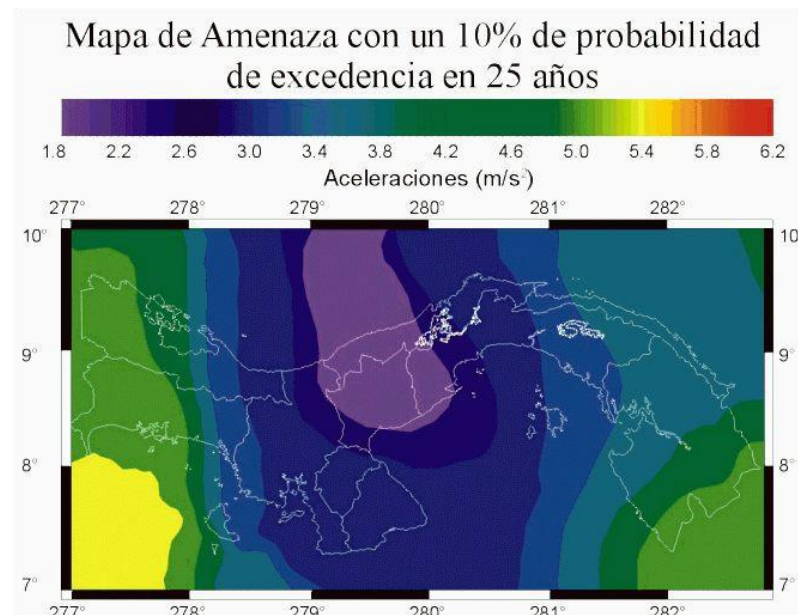 Mapa de Amenaza con un 10% de probabilidad
de excedencia en 25 años
1.8 2.2 2.6 3.0 3.4 3.8 4.2 4.6 5.0 5.4 5.8 6.2
Aceleraciones (m/s²)
277° 278° 279° 280° 281° 282°
10° 10°
9° 9°
8° 8°
7° 7°
277° 278° 279° 280° 281° 282°